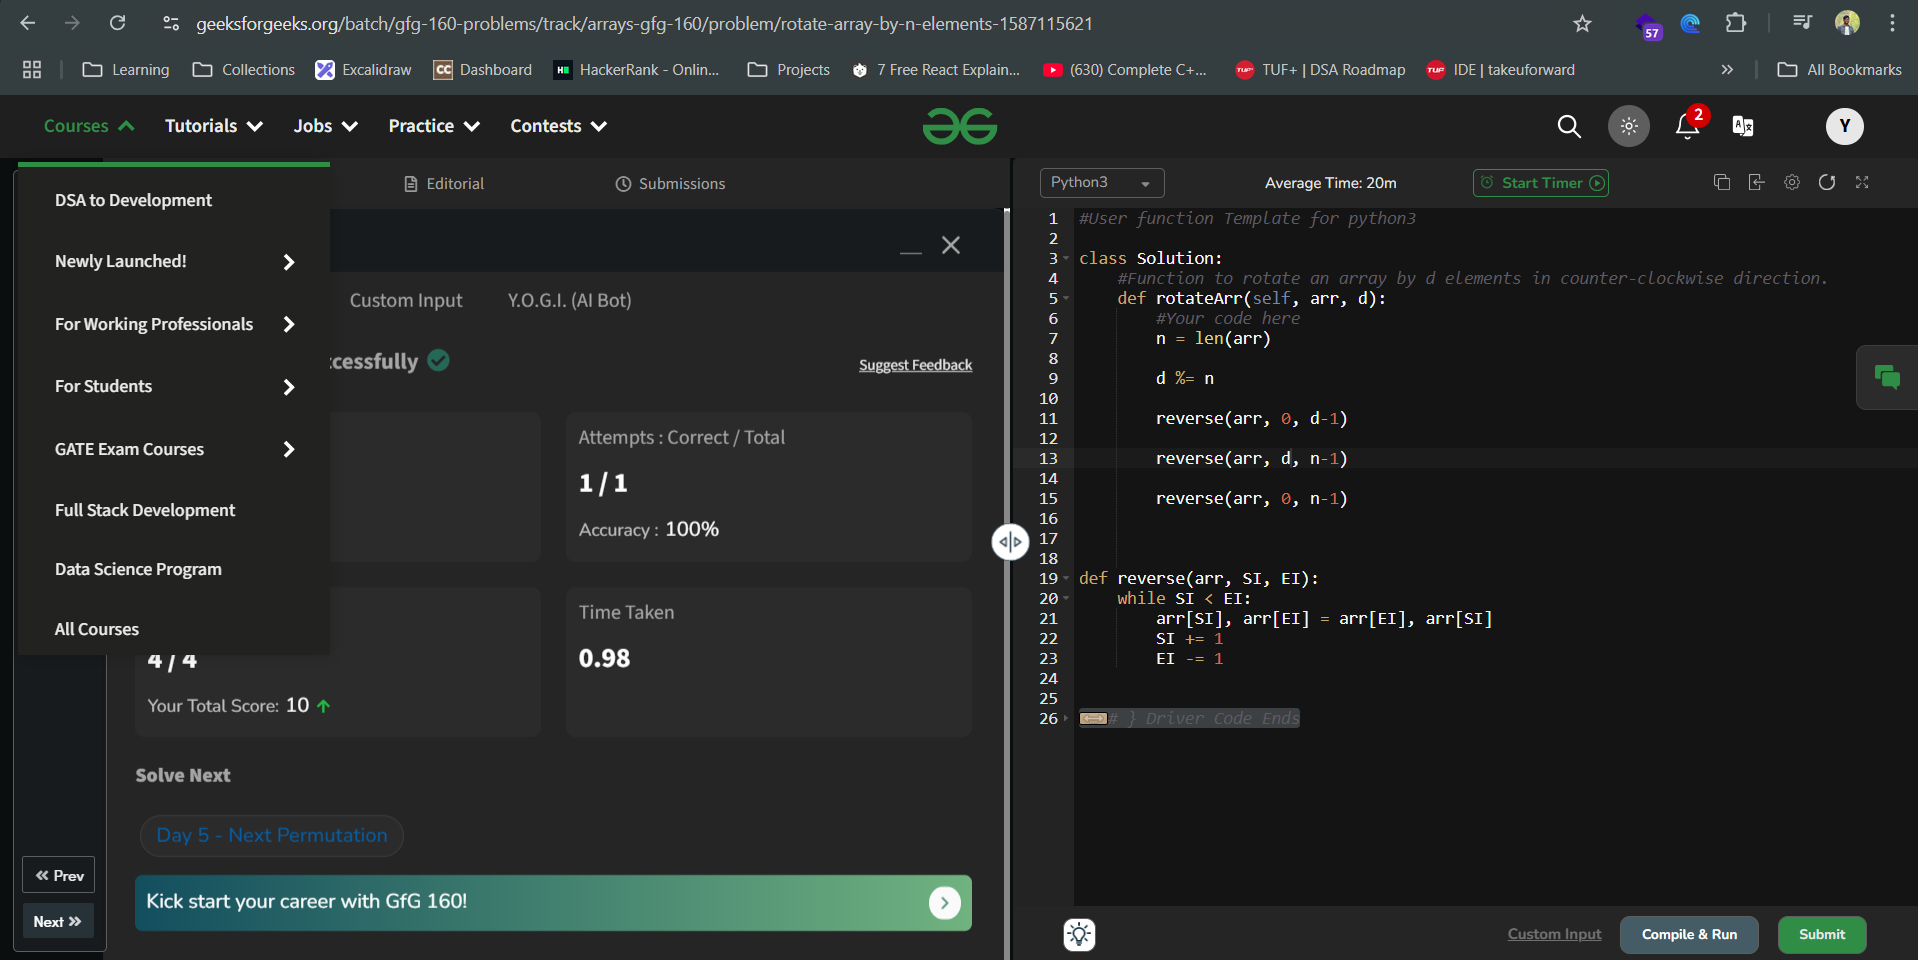 geeksforgeeks.org/batch/gfg-160-problems/track/arrays-gfg-160/problem/rotate-array-by-n-elements-1587115621
57
Learning Collections Excalidraw CC Dashboard HackerRank - Onlin... Projects 7 Free React Explain... (630) Complete C+... TUF+ | DSA Roadmap IDE | takeuforward All Bookmarks
Courses Tutorials Jobs Practice Contests
2
Y
DSA to Development
Newly Launched!
For Working Professionals
For Students
GATE Exam Courses
Full Stack Development
Data Science Program
All Courses
Editorial Submissions
Custom Input Y.O.G.I. (AI Bot)
ccessfully
Suggest Feedback
Attempts : Correct / Total
1 / 1
Accuracy : 100%
4 / 4
Your Total Score: 10
Time Taken
0.98
Solve Next
Day 5 - Next Permutation
Kick start your career with GfG 160!
Prev
Next
Python3 Average Time: 20m Start Timer
1 #User function Template for python3
2
3 class Solution:
4 #Function to rotate an array by d elements in counter-clockwise direction.
5 def rotateArr(self, arr, d):
6 #Your code here
7 n = len(arr)
8
9 d %= n
10
11 reverse(arr, 0, d-1)
12
13 reverse(arr, d, n-1)
14
15 reverse(arr, 0, n-1)
16
17
18
19 def reverse(arr, SI, EI):
20 while SI < EI:
21 arr[SI], arr[EI] = arr[EI], arr[SI]
22 SI += 1
23 EI -= 1
24
25
26 # } Driver Code Ends
Custom Input Compile & Run Submit